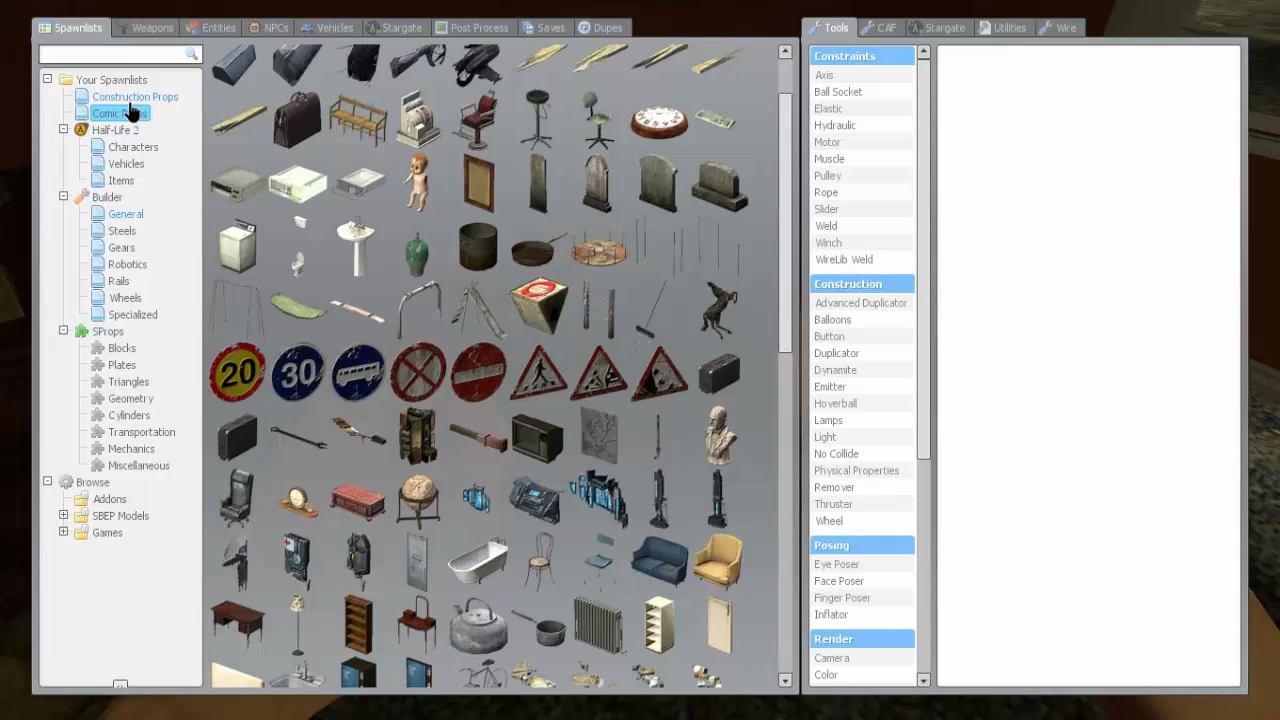 Spawnlists Weapons Entities NPCs Vehicles Stargate Post Process Saves Dupes
Your Spawnlists
Construction Props
Comic
Half-Life 2
Characters
Vehicles
Items
Builder
General
Steels
Gears
Robotics
Rails
Wheels
Specialized
SProps
Blocks
Plates
Triangles
Geometry
Cylinders
Transportation
Mechanics
Miscellaneous
Browse
Addons
SBEP Models
Games
20
30
Tools CAF Stargate Utilities Wire
Constraints
Axis
Ball Socket
Elastic
Hydraulic
Motor
Muscle
Pulley
Rope
Slider
Weld
Winch
WireLib Weld
Construction
Advanced Duplicator
Balloons
Button
Duplicator
Dynamite
Emitter
Hoverball
Lamps
Light
No Collide
Physical Properties
Remover
Thruster
Wheel
Posing
Eye Poser
Face Poser
Finger Poser
Inflator
Render
Camera
Color